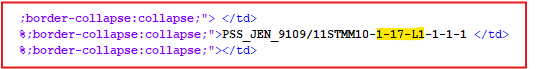 ;border-collapse:collapse;"> </td>
%;border-collapse:collapse;">PSS_JEN_9109/11STMM10-1-17-L1-1-1-1 </td>
%;border-collapse:collapse;"></td>